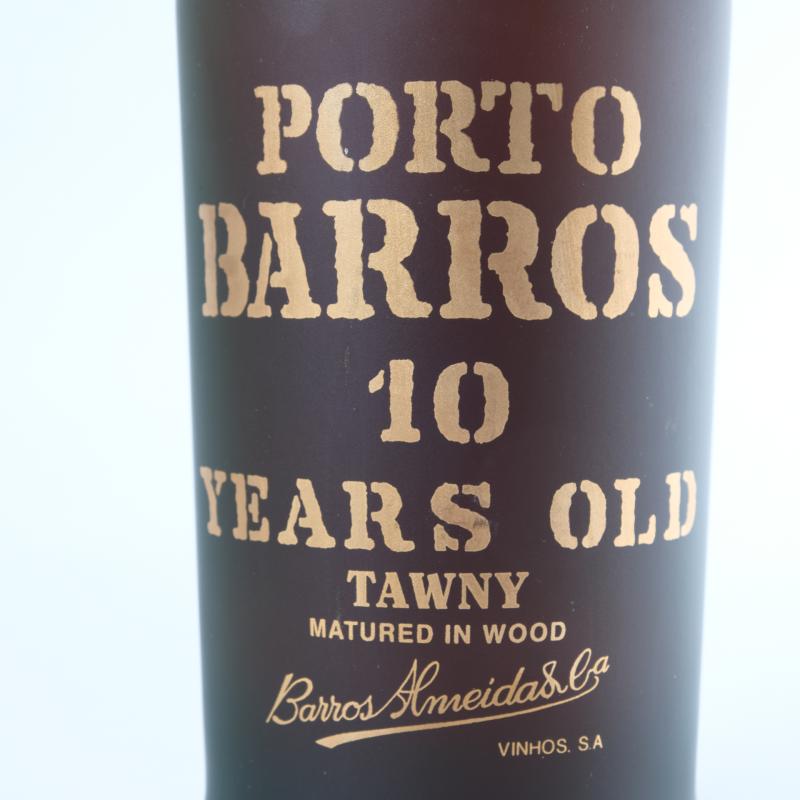 PORTO
BARROS
10
YEARS OLD
TAWNY
MATURED IN WOOD
Barros Almeida & Ca
VINHOS. S.A